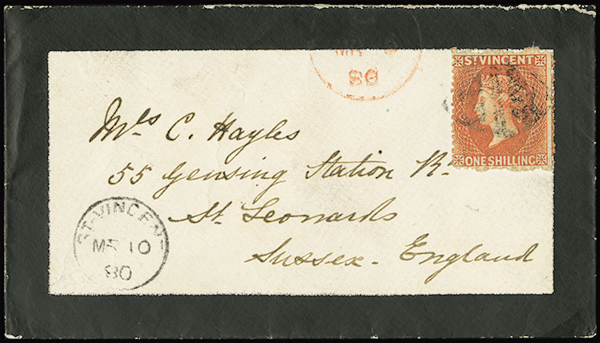 80
ST VINCENT
ONE SHILLING
Mrs C. Hayles
55 Gensing Station Rd.
St. Leonards
Sussex. England
ST-VINCENT
MR 10
80